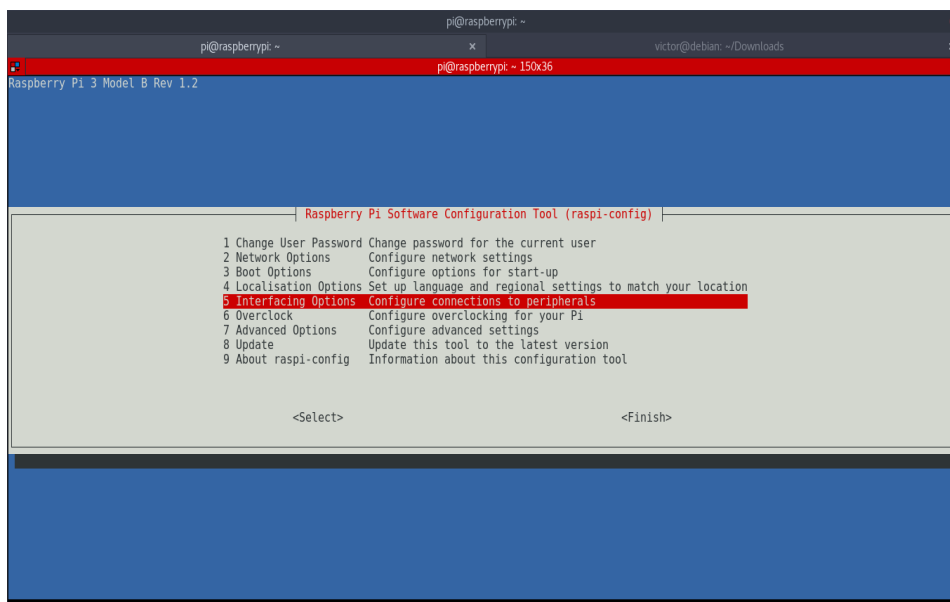 pi@raspberrypi: ~
pi@raspberrypi: ~ × victor@debian: ~/Downloads
pi@raspberrypi: ~ 150x36
Raspberry Pi 3 Model B Rev 1.2
Raspberry Pi Software Configuration Tool (raspi-config)
1 Change User Password Change password for the current user
2 Network Options Configure network settings
3 Boot Options Configure options for start-up
4 Localisation Options Set up language and regional settings to match your location
5 Interfacing Options Configure connections to peripherals
6 Overclock Configure overclocking for your Pi
7 Advanced Options Configure advanced settings
8 Update Update this tool to the latest version
9 About raspi-config Information about this configuration tool
<Select> <Finish>